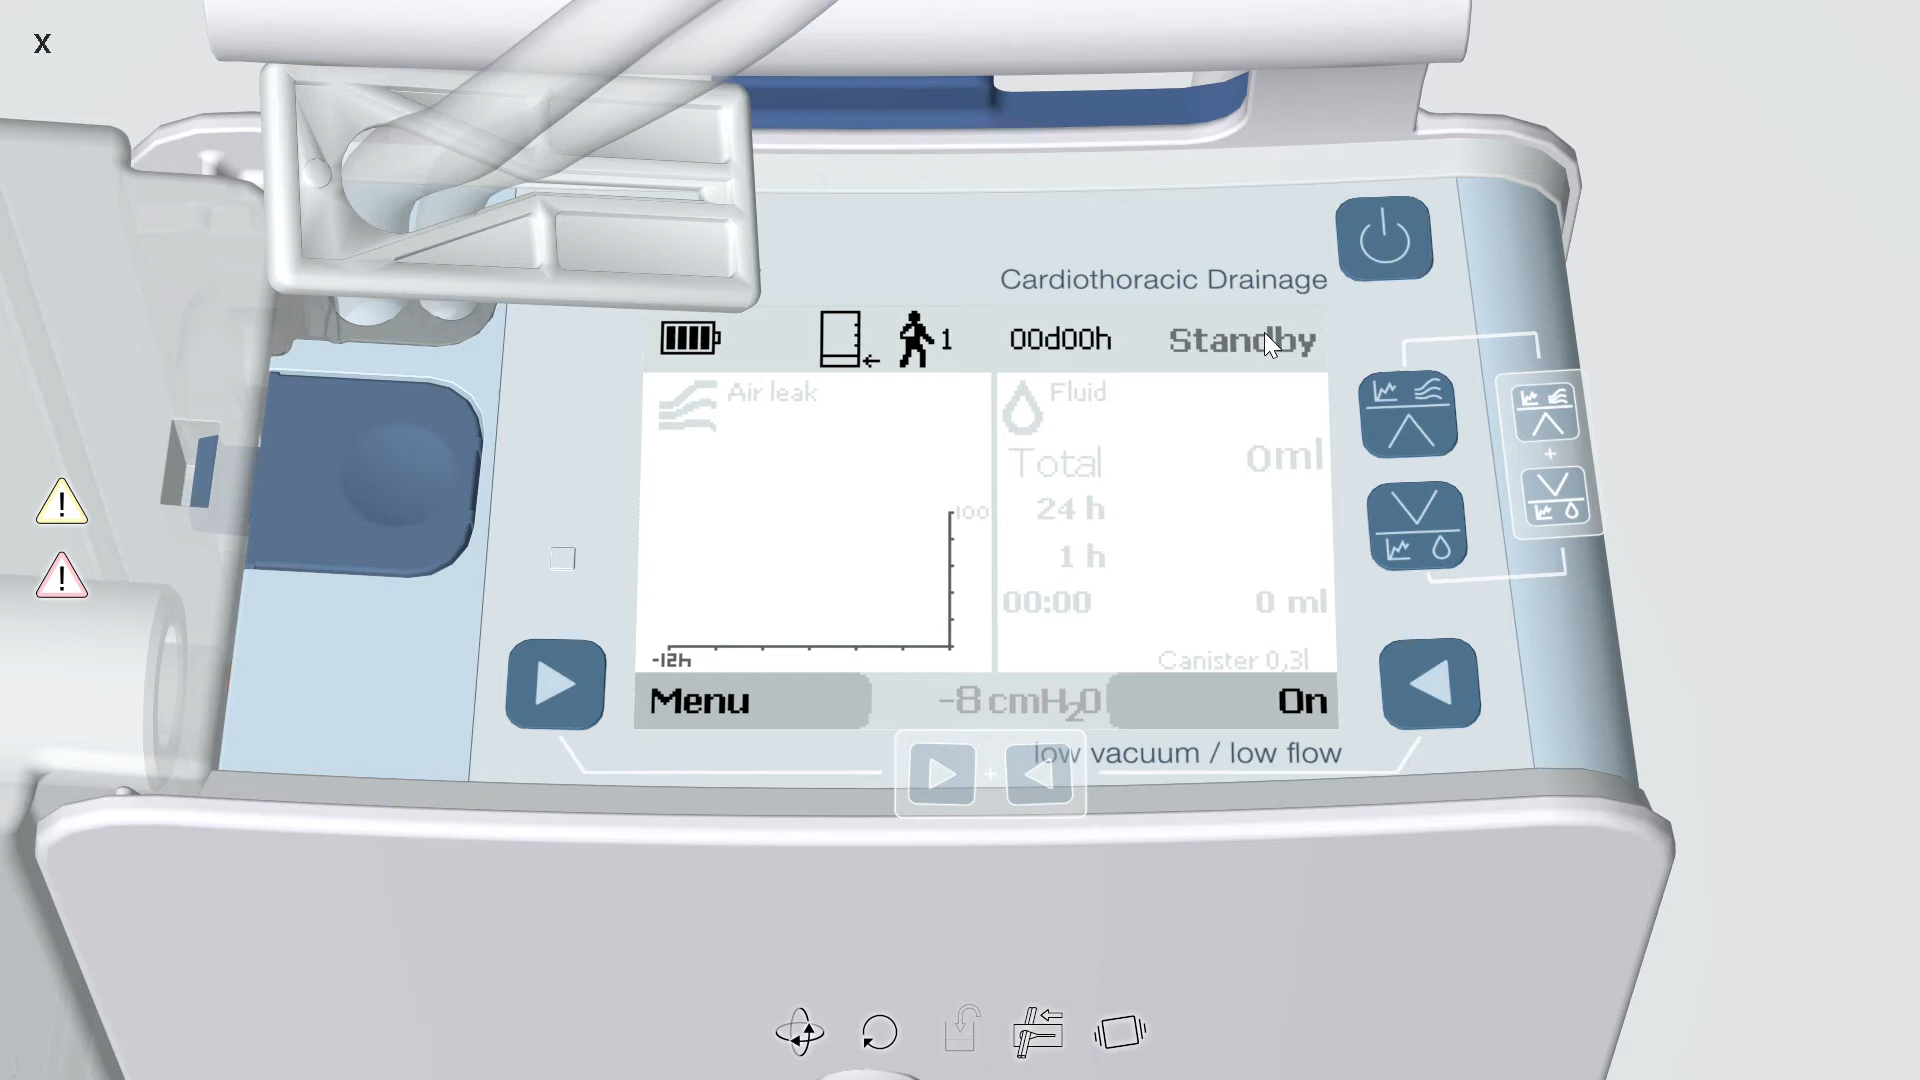 X
Cardiothoracic Drainage
1 00d00h Standby
Air leak
Fluid
Total 0ml
100
24 h
1 h
00:00 0 ml
-12h
Canister 0,3l
Menu -8 cmH2O On
low vacuum / low flow
+
+
!
!